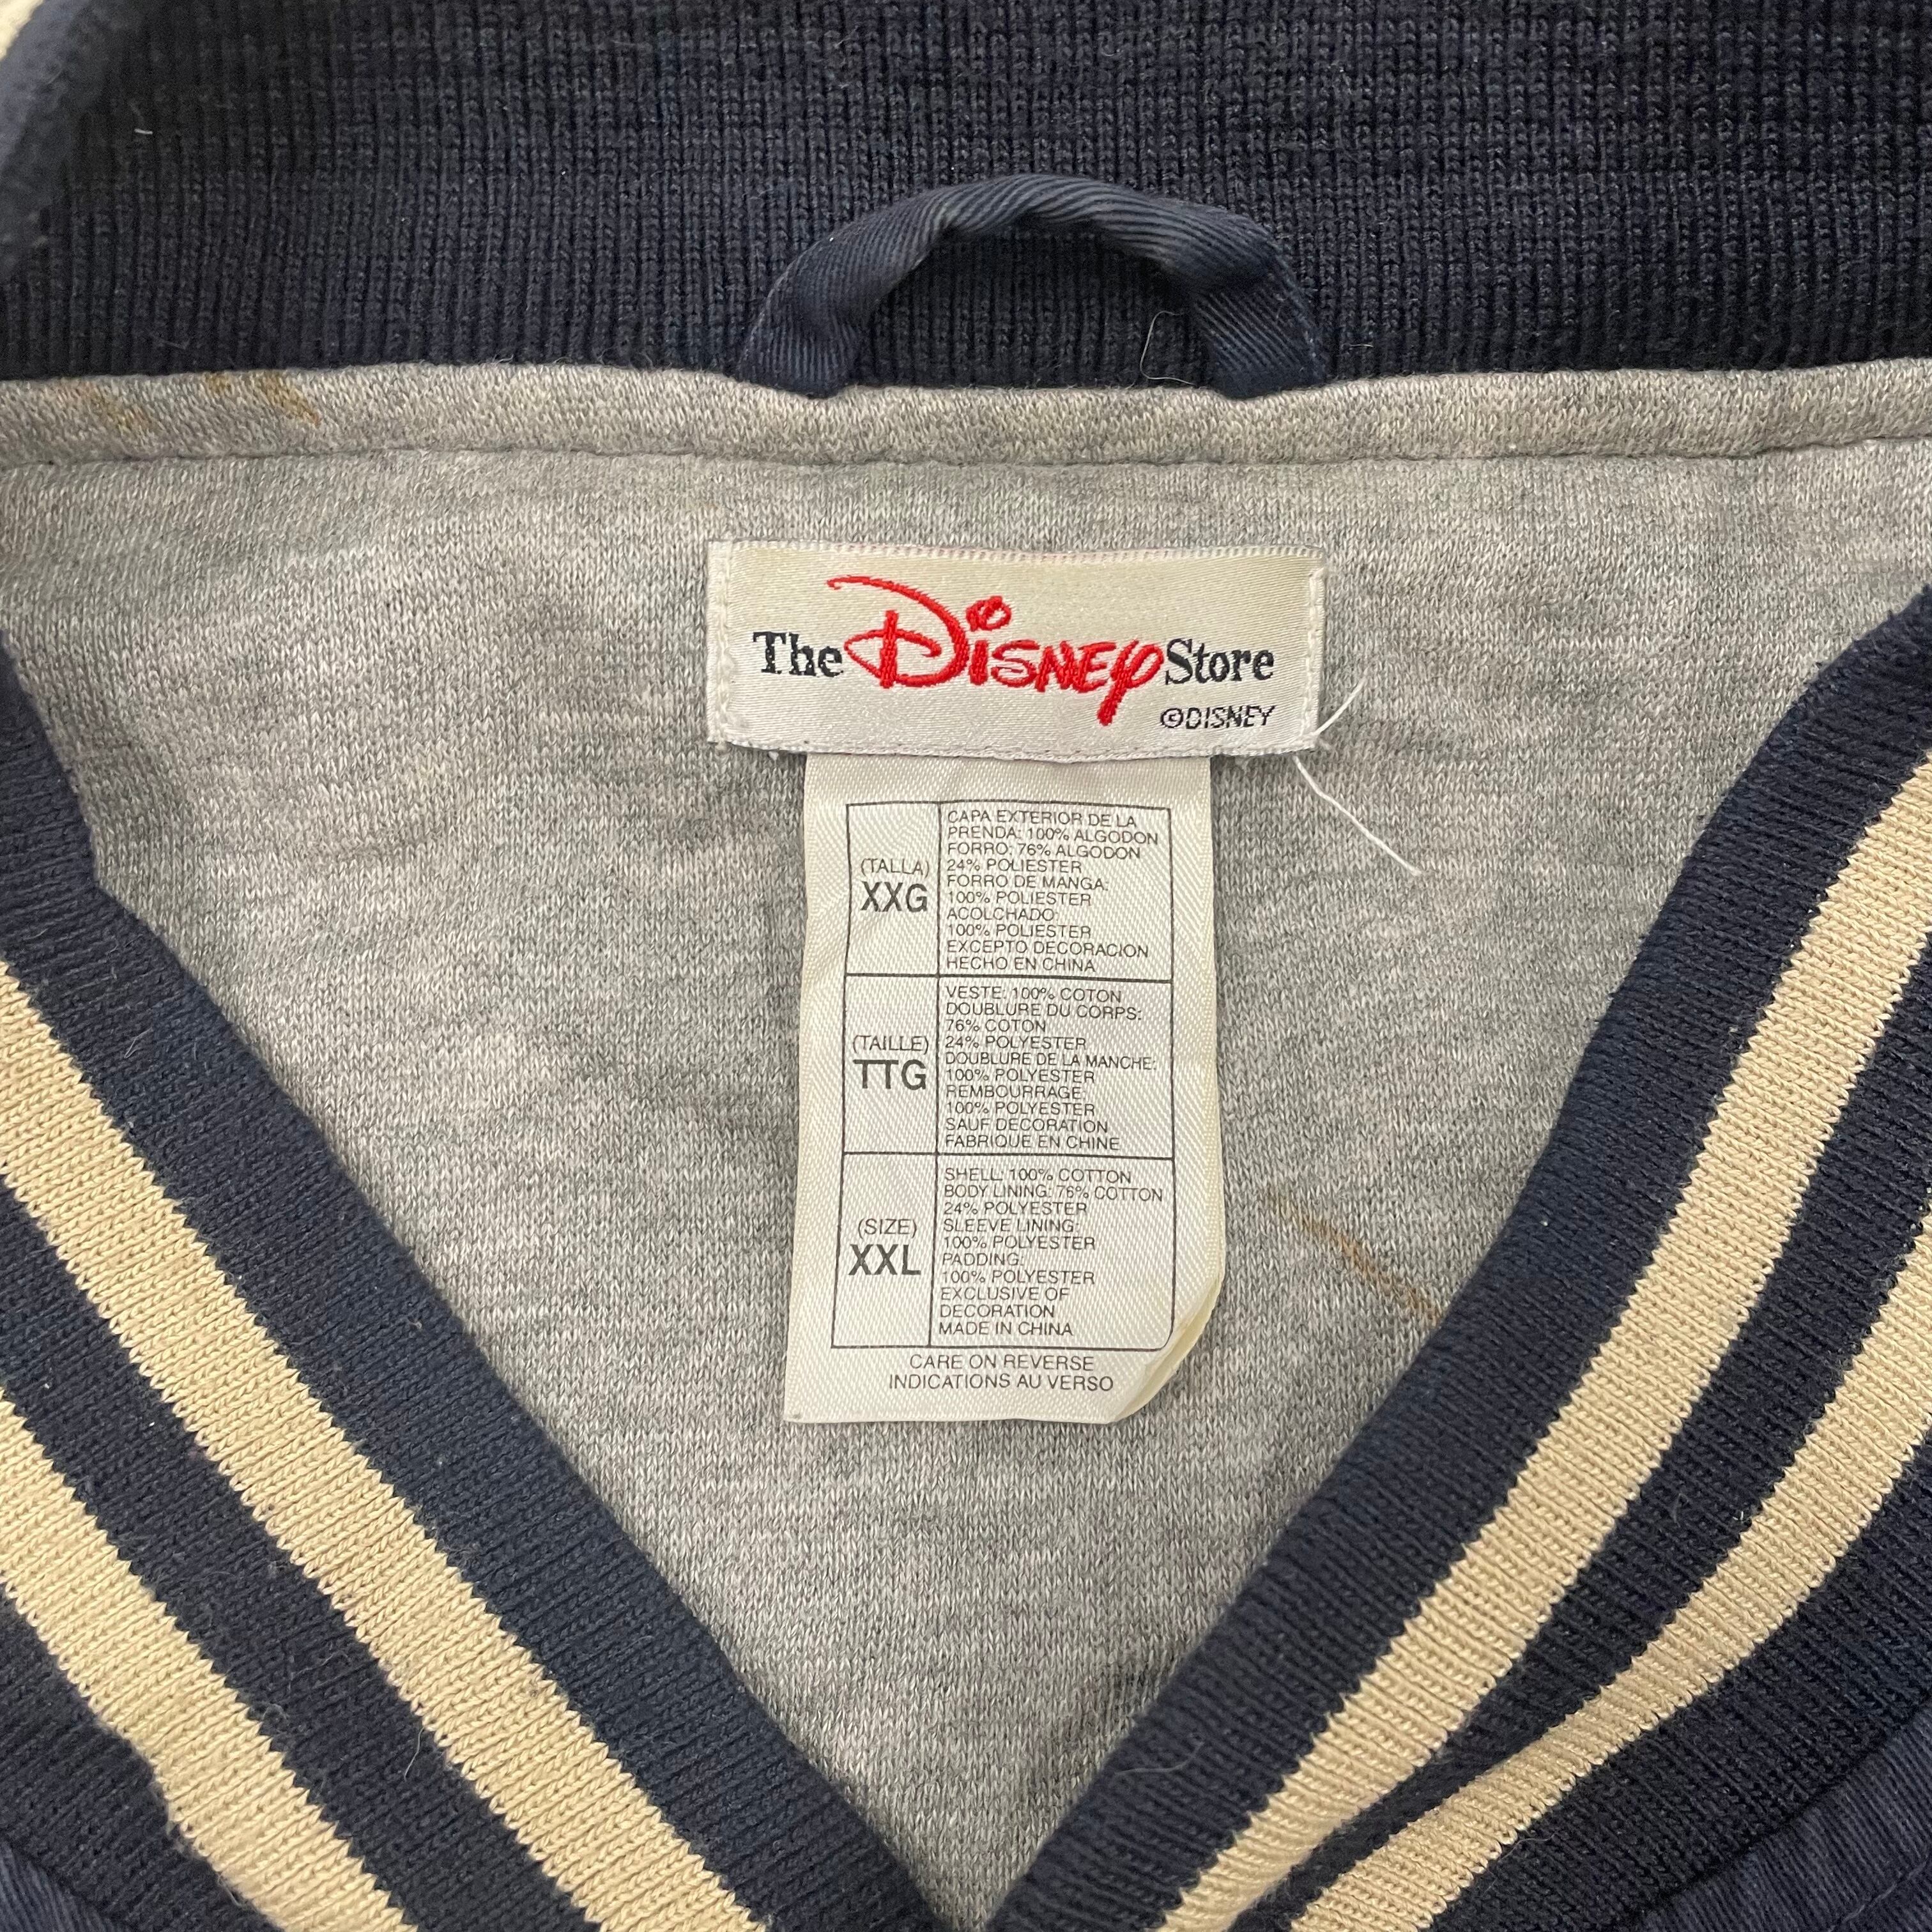 The Disney Store
©DISNEY
(TALLA)
XXG
CAPA EXTERIOR DE LA
PRENDA: 100% ALGODON
FORRO: 76% ALGODON
24% POLIESTER
FORRO DE MANGA:
100% POLIESTER
ACOLCHADO:
100% POLIESTER
EXCEPTO DECORACION
HECHO EN CHINA
(TAILLE)
TTG
VESTE: 100% COTON
DOUBLURE DU CORPS:
76% COTON
24% POLYESTER
DOUBLURE DE LA MANCHE:
100% POLYESTER
REMBOURRAGE
100% POLYESTER
SAUF DECORATION
FABRIQUE EN CHINE
(SIZE)
XXL
SHELL: 100% COTTON
BODY LINING: 76% COTTON
24% POLYESTER
SLEEVE LINING:
100% POLYESTER
PADDING:
100% POLYESTER
EXCLUSIVE OF
DECORATION
MADE IN CHINA
CARE ON REVERSE
INDICATIONS AU VERSO